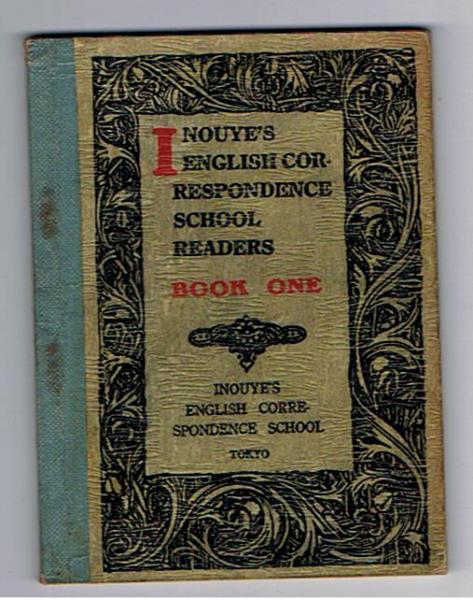 INOUYE'S
ENGLISH COR-
RESPONDENCE
SCHOOL
READERS
BOOK ONE
INOUYE'S
ENGLISH CORRE-
SPONDENCE SCHOOL
TOKYO